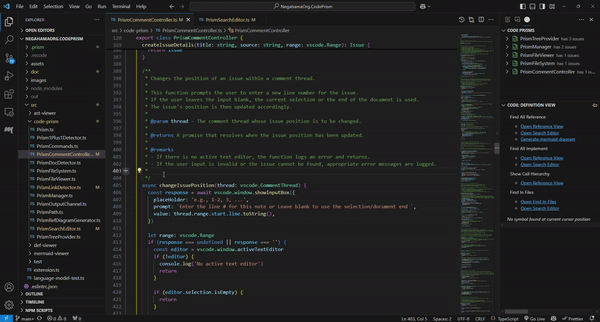 File Edit Selection View Go Run Terminal Help
NegahamaOrg.CodePrism
EXPLORER
OPEN EDITORS
NEGAHAMAORG.CODEPRISM
.prism
.vscode
assets
doc
images
node_modules
out
src
ast-viewer
code-prism
Prism.ts
Prism1Plus1Detector.ts
PrismCommands.ts
PrismCommentController...
PrismDocDetector.ts
PrismFileSystem.ts
PrismFileViewer.ts
PrismLinkDetector.ts
PrismManager.ts
PrismOutputChannel.ts
PrismPath.ts
PrismRefDiagramGenerator.ts
PrismSearchEditor.ts
PrismTreeProvider.ts
def-viewer
mermaid-viewer
test
extension.ts
language-model-test.ts
.eslintrc.json
OUTLINE
TIMELINE
NPM SCRIPTS
PrismCommentController.ts M
PrismSearchEditor.ts M
src > code-prism > PrismCommentController.ts
export class PrismCommentController {
createIssueDetails(title: string, source: string, range: vscode.Range): Issue {
return issue
}
/**
* Changes the position of an issue within a comment thread.
*
* This function prompts the user to enter a new line number for the issue.
* If the user leaves the input blank, the current selection or the end of the document is used.
* The issue's position is then updated accordingly.
*
* @param thread - The comment thread whose issue position is to be changed.
*
* @returns A promise that resolves when the issue position has been updated.
*
* @remarks
* - If there is no active text editor, the function logs an error and returns.
* - If the user input is invalid or the issue cannot be found, appropriate error messages are logged.
403 *
*/
async changeIssuePosition(thread: vscode.CommentThread) {
const response = await vscode.window.showInputBox({
placeHolder: 'e.g., 1-2, 3, ...',
prompt: `Enter the line # for this note or Leave blank to use the selection/document end`,
value: thread.range.start.line.toString(),
})
let range: vscode.Range
if (response === undefined || response === '') {
const editor = vscode.window.activeTextEditor
if (!editor) {
console.log('No active text editor')
return
}
if (editor.selection.isEmpty) {
return
}
CODE PRISMS
PrismTreeProvider has 3 issues
PrismManager has 2 issues
PrismFileViewer has 3 issues
PrismFileSystem has 2 issues
PrismCommentController has
CODE DEFINITION VIEW
Find All Reference
Open Reference View
Open Search Editor
Generate mermaid diagram
Find All Implement
Open Reference View
Open Search Editor
Show Call Hierarchy
Open Reference View
Find to Files
Open Find in Files
Open Search Editor
No symbol found at current cursor position
main*
Ln 403, Col 5 Spaces: 2 UTF-8 CRLF {} TypeScript Go Live Prettier